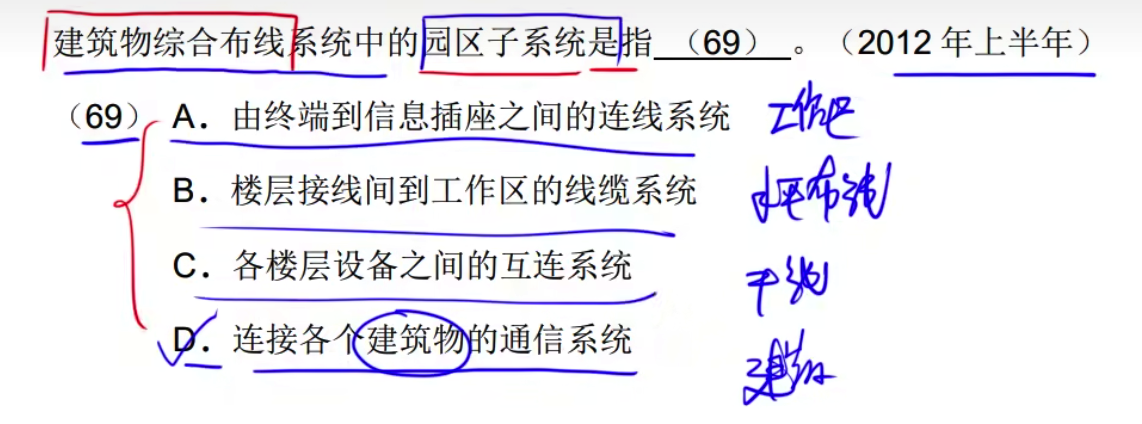 建筑物综合布线系统中的园区子系统是指（69）。（2012 年上半年）
（69）A．由终端到信息插座之间的连线系统 工作区
B．楼层接线间到工作区的线缆系统 水平布线
C．各楼层设备之间的互连系统 干线
D．连接各个建筑物的通信系统 建筑